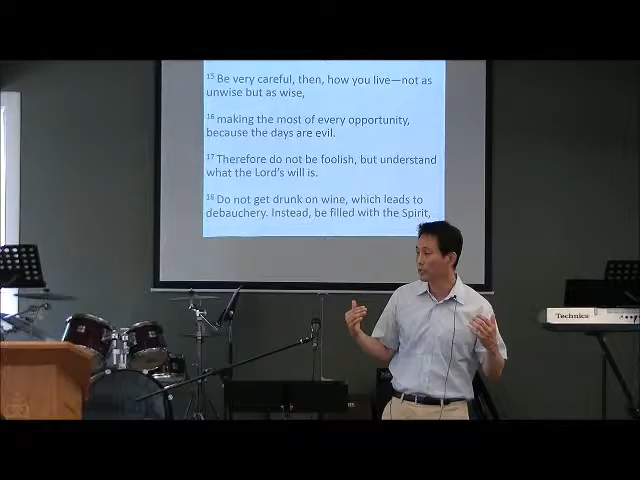 15 Be very careful, then, how you live—not as
unwise but as wise,
16 making the most of every opportunity,
because the days are evil.
17 Therefore do not be foolish, but understand
what the Lord's will is.
18 Do not get drunk on wine, which leads to
debauchery. Instead, be filled with the Spirit,
Technics